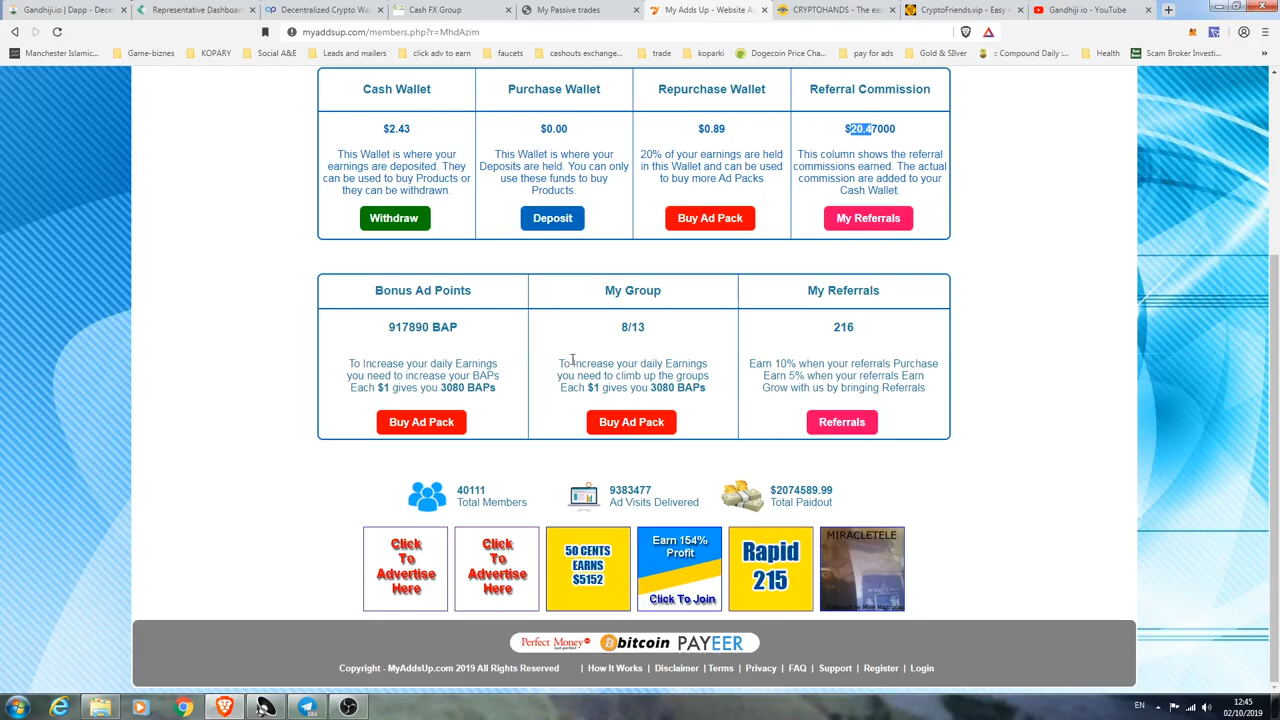 Gandhiji.io | Dapp - Decent
Representative Dashboar
Decentralized Crypto Wal
Cash FX Group
My Passive trades
My Adds Up - Website Ad
CRYPTOHANDS - The ea
CryptoFriends.vip - Easy w
Gandhiji io - YouTube
myaddsup.com/members.php?r=MhdAzim
Manchester Islamic...
Game-biznes
KOPARY
Social A&E
Leads and mailers
click adv to earn
faucets
cashouts exchange...
trade
koparki
Dogecoin Price Cha...
pay for ads
Gold & SIlver
:: Compound Daily :...
Health
Scam Broker Investi...
Cash Wallet
Purchase Wallet
Repurchase Wallet
Referral Commission
$2.43
$0.00
$0.89
$20.47000
This Wallet is where your
earnings are deposited. They
can be used to buy Products or
they can be withdrawn.
This Wallet is where your
Deposits are held. You can only
use these funds to buy
Products.
20% of your earnings are held
in this Wallet and can be used
to buy more Ad Packs
This column shows the referral
commissions earned. The actual
commission are added to your
Cash Wallet.
Withdraw
Deposit
Buy Ad Pack
My Referrals
Bonus Ad Points
My Group
My Referrals
917890 BAP
8/13
216
To Increase your daily Earnings
you need to increase your BAPs
Each $1 gives you 3080 BAPs
To Increase your daily Earnings
you need to climb up the groups
Each $1 gives you 3080 BAPs
Earn 10% when your referrals Purchase
Earn 5% when your referrals Earn
Grow with us by bringing Referrals
Buy Ad Pack
Buy Ad Pack
Referrals
40111
Total Members
9383477
Ad Visits Delivered
$2074589.99
Total Paidout
Click
To
Advertise
Here
Click
To
Advertise
Here
50 CENTS
EARNS
$5152
Earn 154%
Profit
Click To Join
Rapid
215
MIRACLETELE
Perfect Money
bitcoin
PAYEER
Copyright - MyAddsUp.com 2019 All Rights Reserved
| How It Works | Disclaimer | Terms | Privacy | FAQ | Support | Register | Login
EN
12:45
02/10/2019